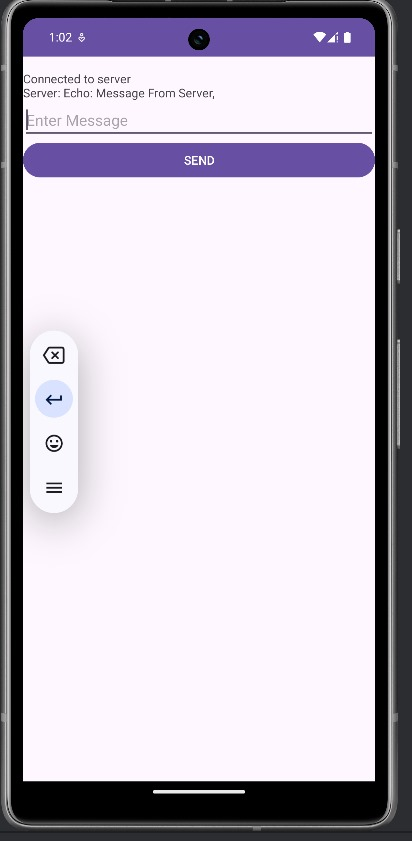 1:02
Connected to server
Server: Echo: Message From Server,
Enter Message
SEND